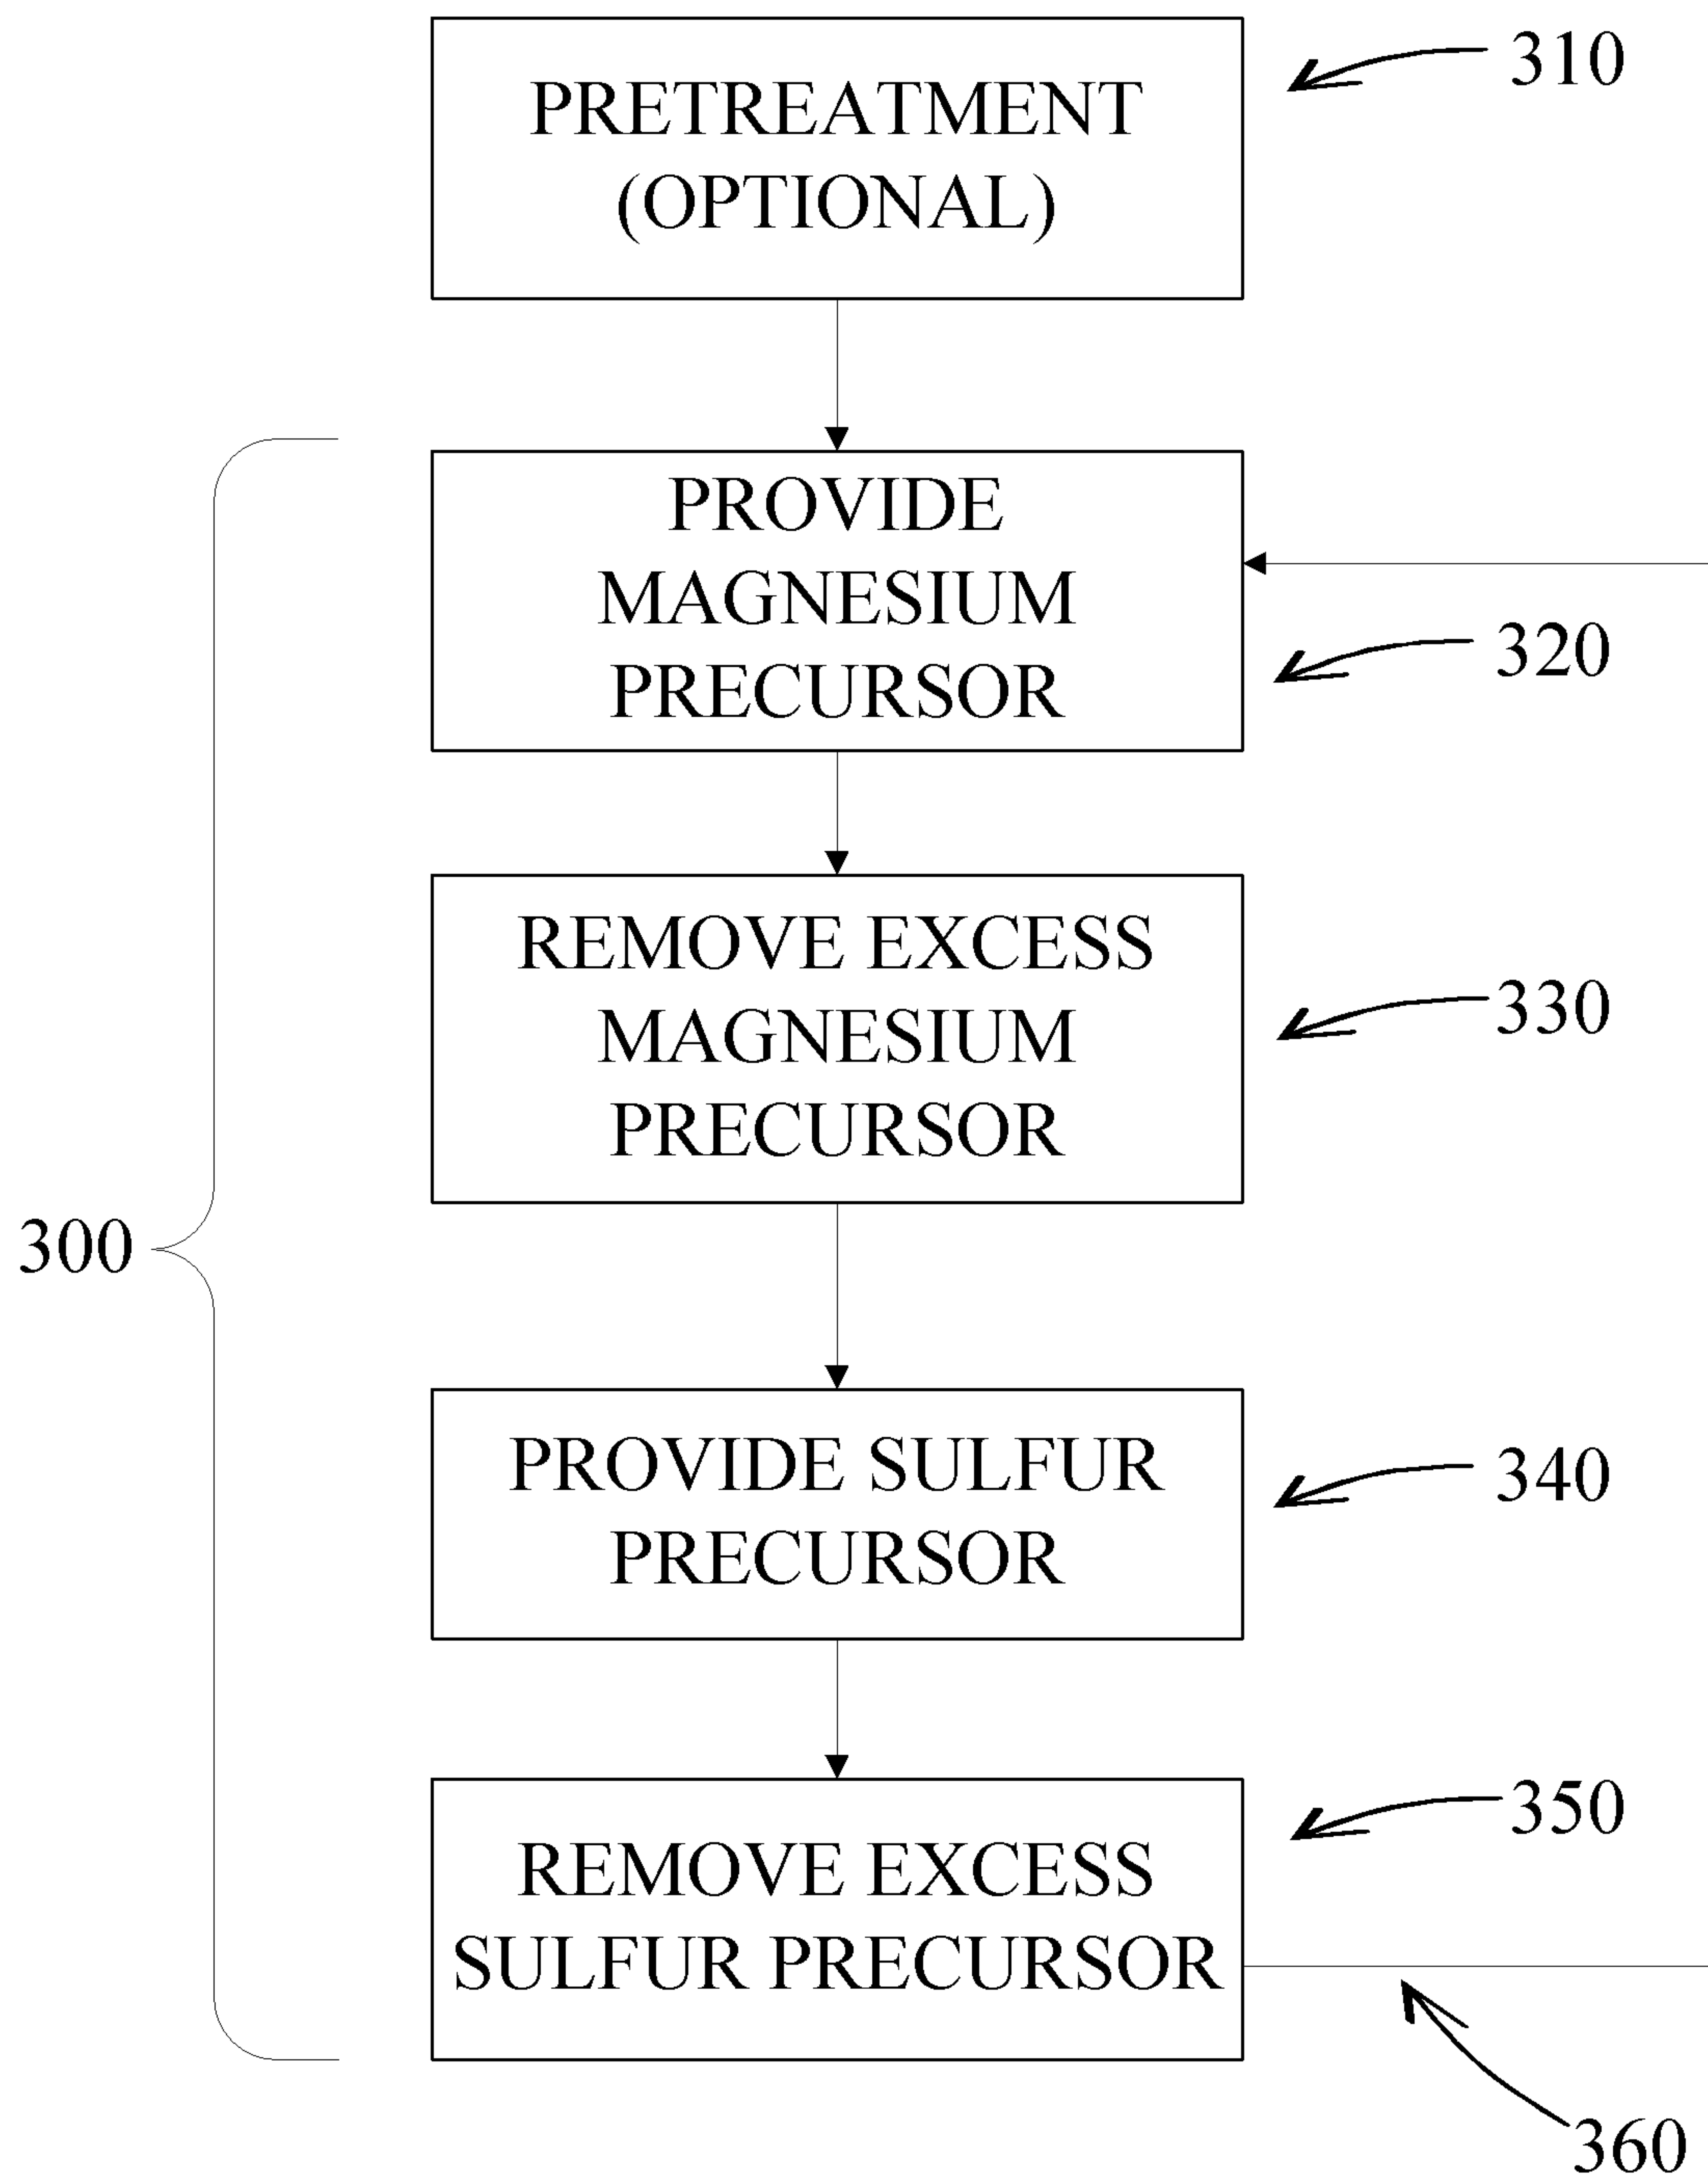 PRETREATMENT
(OPTIONAL)
310
PROVIDE
MAGNESIUM
PRECURSOR
320
REMOVE EXCESS
MAGNESIUM
PRECURSOR
330
300
PROVIDE SULFUR
PRECURSOR
340
REMOVE EXCESS
SULFUR PRECURSOR
350
360